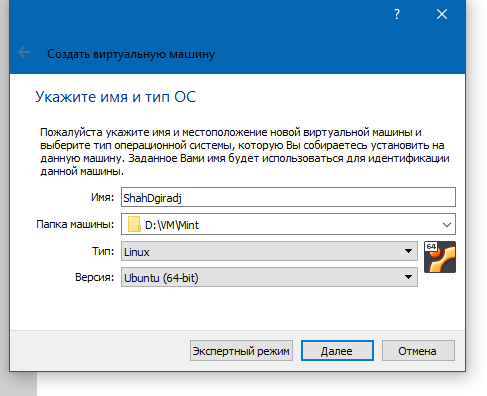 ?
Создать виртуальную машину
Укажите имя и тип ОС
Пожалуйста укажите имя и местоположение новой виртуальной машины и
выберите тип операционной системы, которую Вы собираетесь установить на
данную машину. Заданное Вами имя будет использоваться для идентификации
данной машины.
Имя: ShahDgiradj
Папка машины: D:\VM\Mint
Тип: Linux
64
Версия: Ubuntu (64-bit)
Экспертный режим Далее Отмена